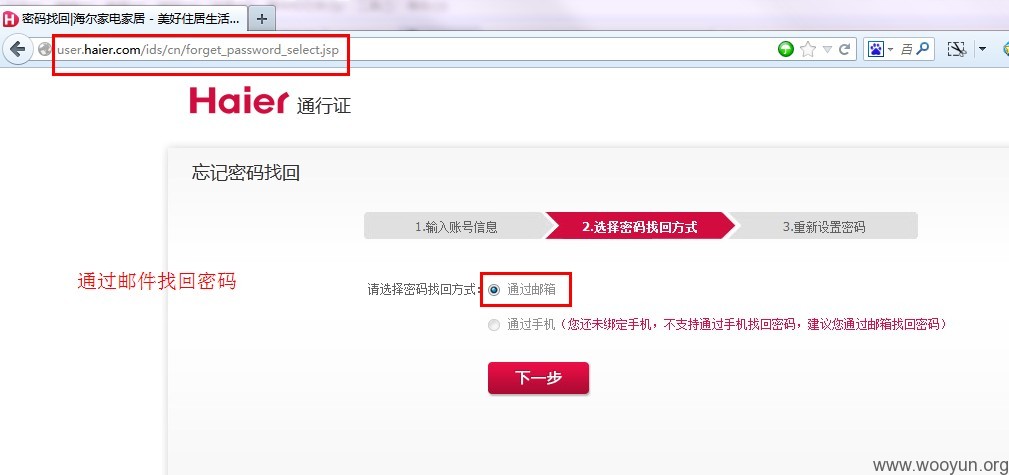 密码找回|海尔家电家居 - 美好住居生活...
user.haier.com/ids/cn/forget_password_select.jsp
百
Haier 通行证
忘记密码找回
1.输入账号信息
2.选择密码找回方式
3.重新设置密码
通过邮件找回密码
请选择密码找回方式:
通过邮箱
通过手机(您还未绑定手机，不支持通过手机找回密码，建议您通过邮箱找回密码)
下一步
www.wooyun.org